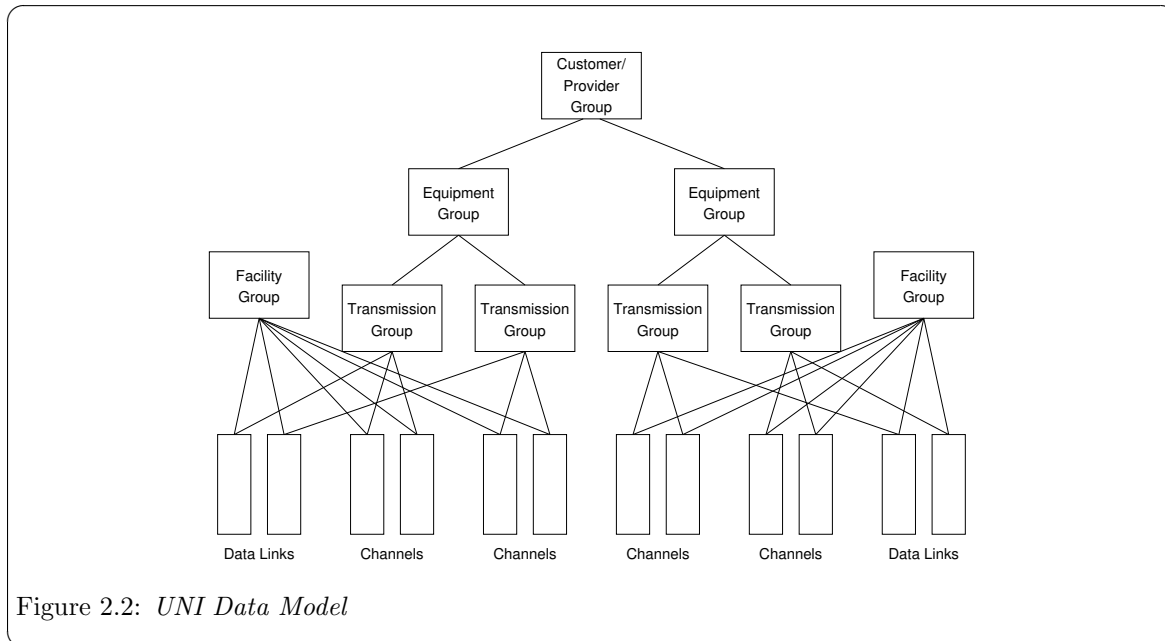 Customer/
Provider
Group
Equipment
Group
Equipment
Group
Facility
Group
Transmission
Group
Transmission
Group
Transmission
Group
Transmission
Group
Facility
Group
Data Links
Channels
Channels
Channels
Channels
Data Links
Figure 2.2: UNI Data Model